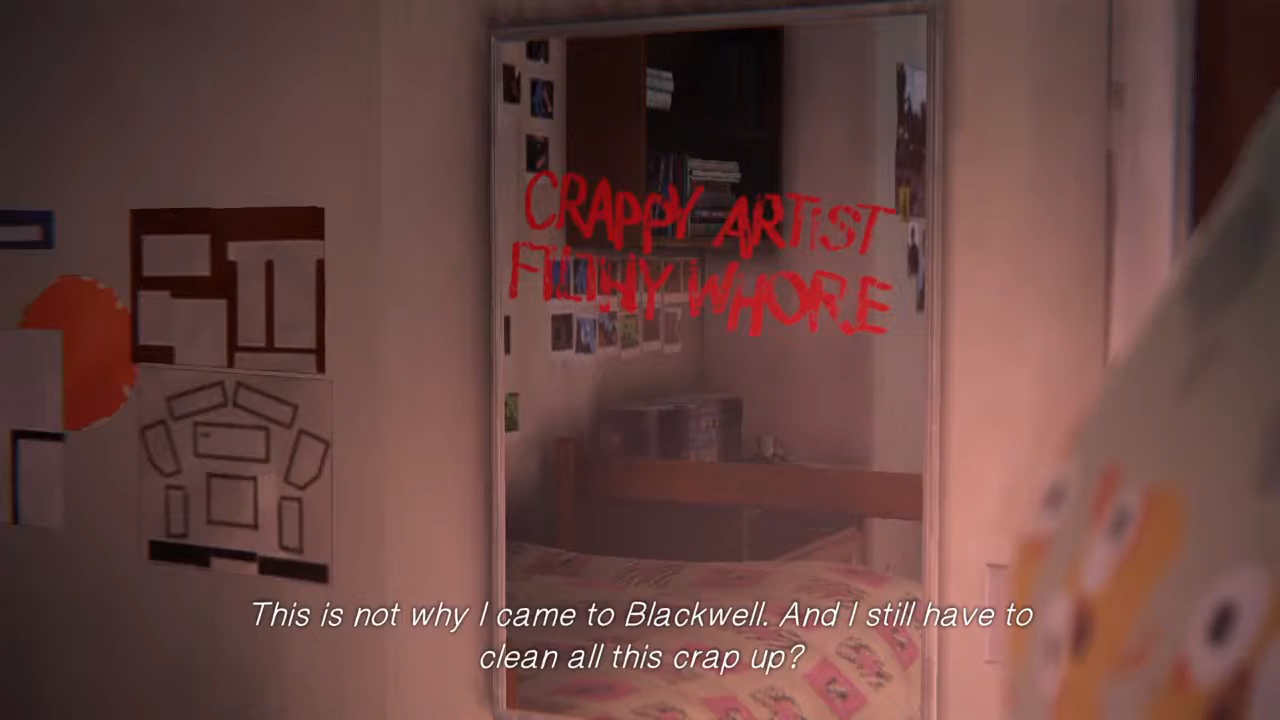 CRAPPY ARTIST
FILTHY WHORE
This is not why I came to Blackwell. And I still have to
clean all this crap up?